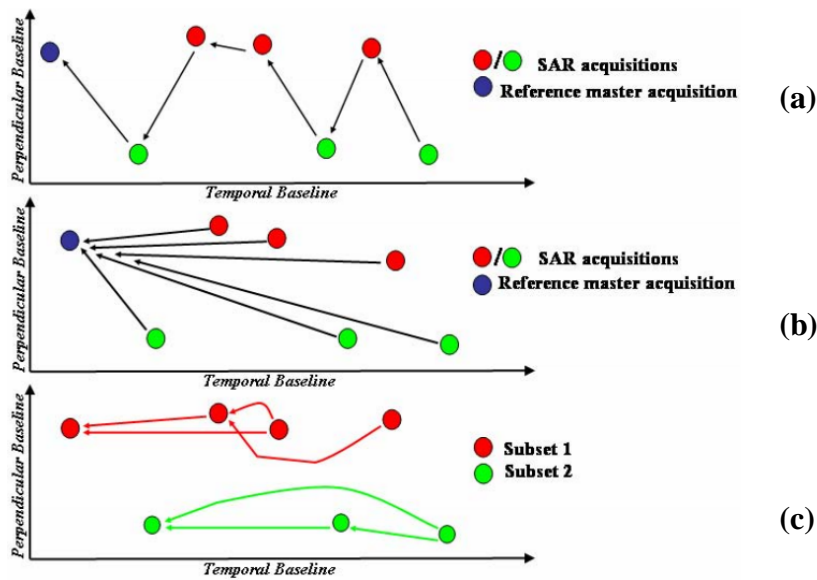 Perpendicular Baseline
/ SAR acquisitions
Reference master acquisition
(a)
Temporal Baseline
Perpendicular Baseline
/ SAR acquisitions
Reference master acquisition
(b)
Temporal Baseline
Perpendicular Baseline
Subset 1
Subset 2
(c)
Temporal Baseline